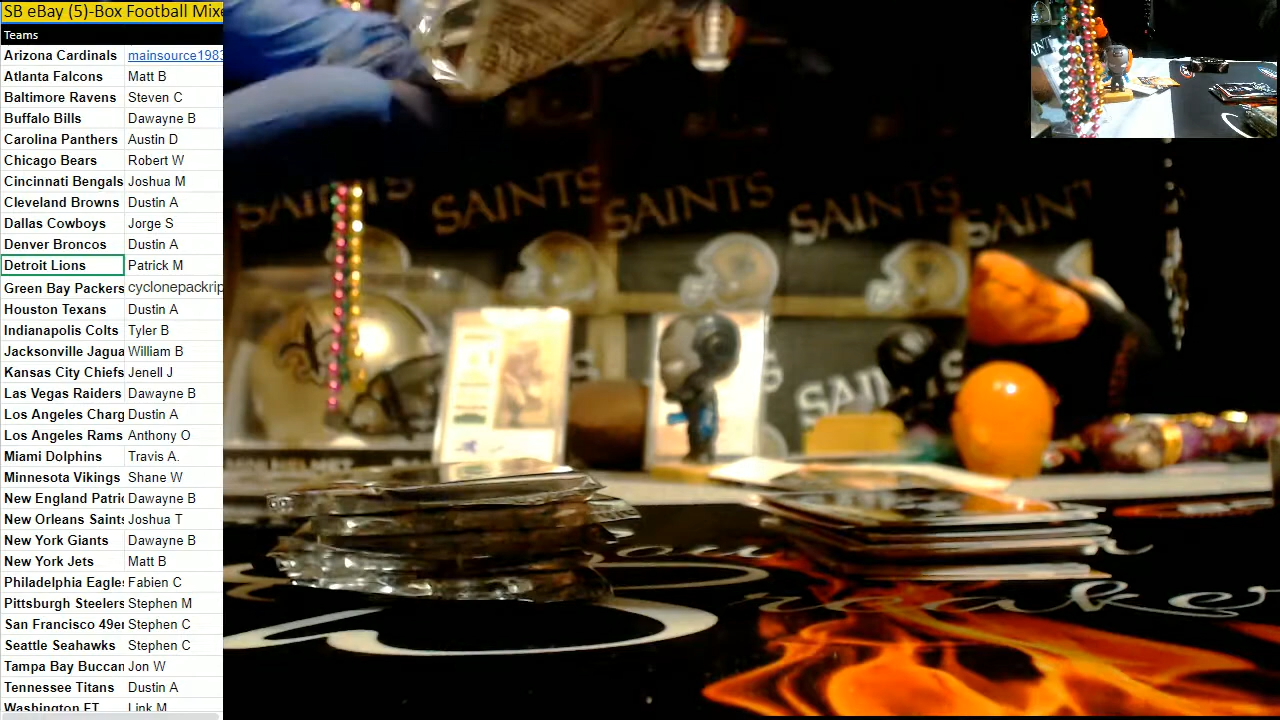 SB eBay (5)-Box Football Mixe
Teams
Arizona Cardinals mainsource1983
Atlanta Falcons Matt B
Baltimore Ravens Steven C
Buffalo Bills Dawayne B
Carolina Panthers Austin D
Chicago Bears Robert W
Cincinnati Bengals Joshua M
Cleveland Browns Dustin A
Dallas Cowboys Jorge S
Denver Broncos Dustin A
Detroit Lions Patrick M
Green Bay Packers cyclonepackrip
Houston Texans Dustin A
Indianapolis Colts Tyler B
Jacksonville Jagua William B
Kansas City Chiefs Jenell J
Las Vegas Raiders Dawayne B
Los Angeles Charg Dustin A
Los Angeles Rams Anthony O
Miami Dolphins Travis A.
Minnesota Vikings Shane W
New England Patric Dawayne B
New Orleans Saints Joshua T
New York Giants Dawayne B
New York Jets Matt B
Philadelphia Eagles Fabien C
Pittsburgh Steelers Stephen M
San Francisco 49er Stephen C
Seattle Seahawks Stephen C
Tampa Bay Buccan Jon W
Tennessee Titans Dustin A
Washington FT Link M
SAINTS SAINTS SAINTS SAINTS SAINT
SAIN